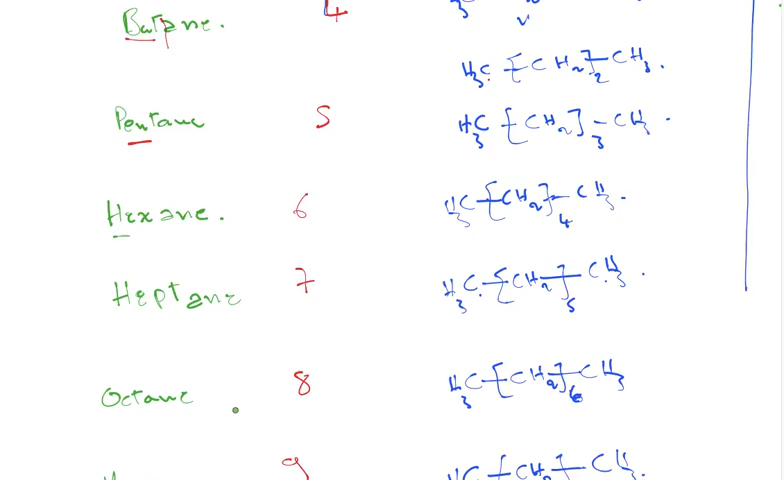 Butane. 4
H₃C-[CH₂]₂-CH₃.
Pentane 5 H₃C-[CH₂]₃-CH₃.
Hexane. 6 H₃C-[CH₂]₄-CH₃.
Heptane 7 H₃C-[CH₂]₅-CH₃.
Octane 8 H₃C-[CH₂]₆-CH₃
9 H₃C-[CH₂]-CH₃.